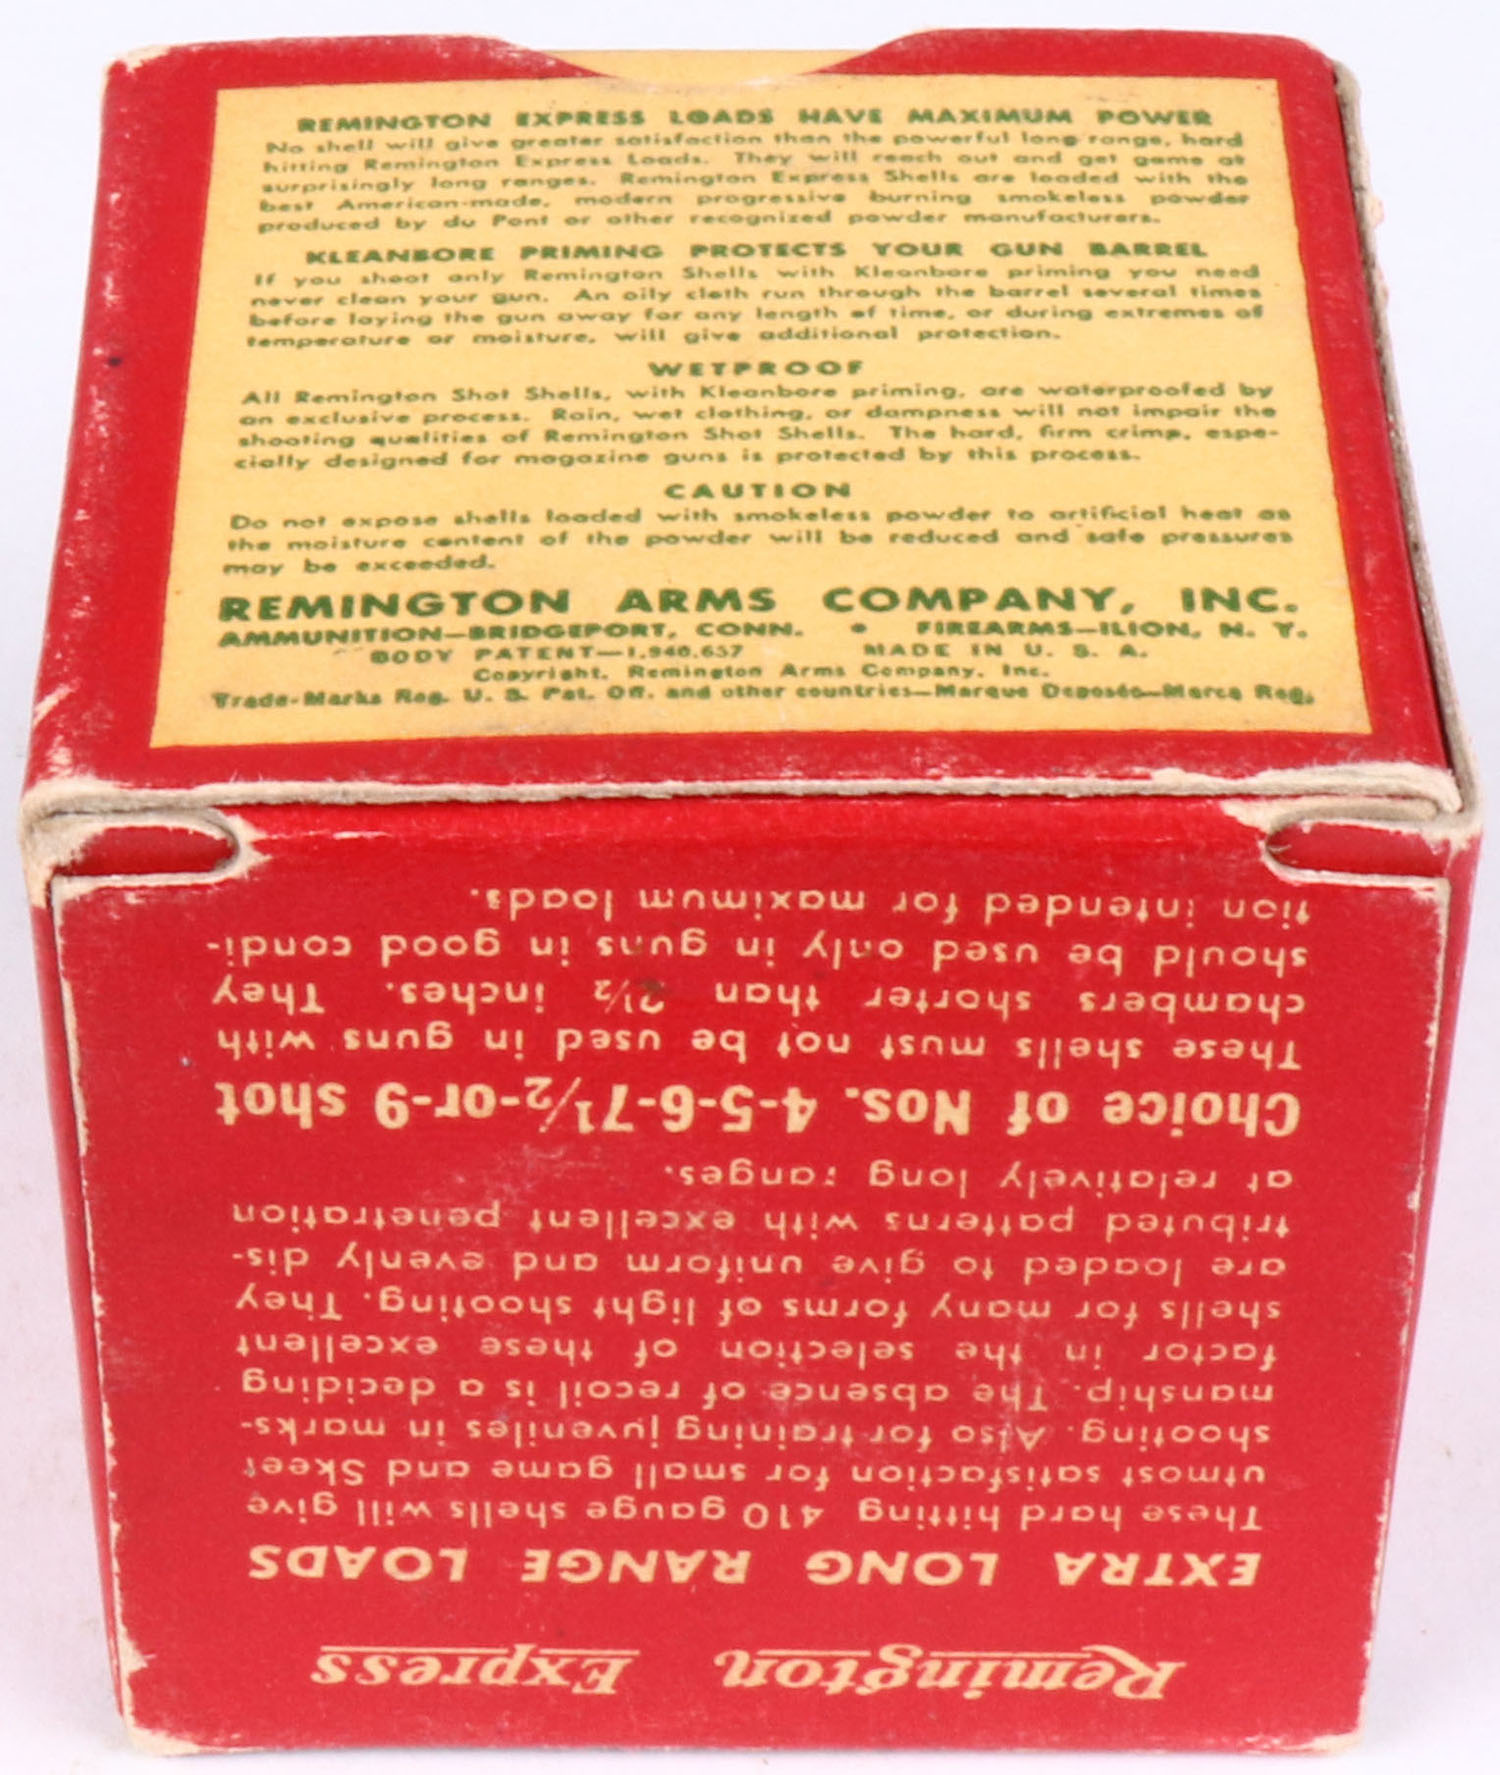 REMINGTON EXPRESS LOADS HAVE MAXIMUM POWER
No shell will give greater satisfaction than the powerful long range, hard
hitting Remington Express Loads. They will reach out and get game at
surprisingly long ranges. Remington Express Shells are loaded with the
best American-made, modern progressive burning smokeless powder
produced by du Pont or other recognized powder manufacturers.
KLEANBORE PRIMING PROTECTS YOUR GUN BARREL
If you shoot only Remington Shells with Kleanbore priming you need
never clean your gun. An oily cloth run through the barrel several times
before laying the gun away for any length of time, or during extremes of
temperature or moisture, will give additional protection.
WETPROOF
All Remington Shot Shells, with Kleanbore priming, are waterproofed by
an exclusive process. Rain, wet clothing, or dampness will not impair the
shooting qualities of Remington Shot Shells. The hard, firm crimp, espe-
cially designed for magazine guns is protected by this process.
CAUTION
Do not expose shells loaded with smokeless powder to artificial heat as
the moisture content of the powder will be reduced and safe pressures
may be exceeded.
REMINGTON ARMS COMPANY, INC.
AMMUNITION—BRIDGEPORT, CONN. • FIREARMS—ILION, N. Y.
BODY PATENT—1,940,657 MADE IN U. S. A.
Copyright, Remington Arms Company, Inc.
Trade-Marks Reg. U. S. Pat. Off. and other countries—Marque Deposée—Marca Reg.
Remington Express
EXTRA LONG RANGE LOADS
These hard hitting 410 gauge shells will give
utmost satisfaction for small game and Skeet
shooting. Also for training juveniles in marks-
manship. The absence of recoil is a deciding
factor in the selection of these excellent
shells for many forms of light shooting. They
are loaded to give uniform and evenly dis-
tributed patterns with excellent penetration
at relatively long ranges.
Choice of Nos. 4-5-6-7½-or-9 shot
These shells must not be used in guns with
chambers shorter than 2½ inches. They
should be used only in guns in good condi-
tion intended for maximum loads.